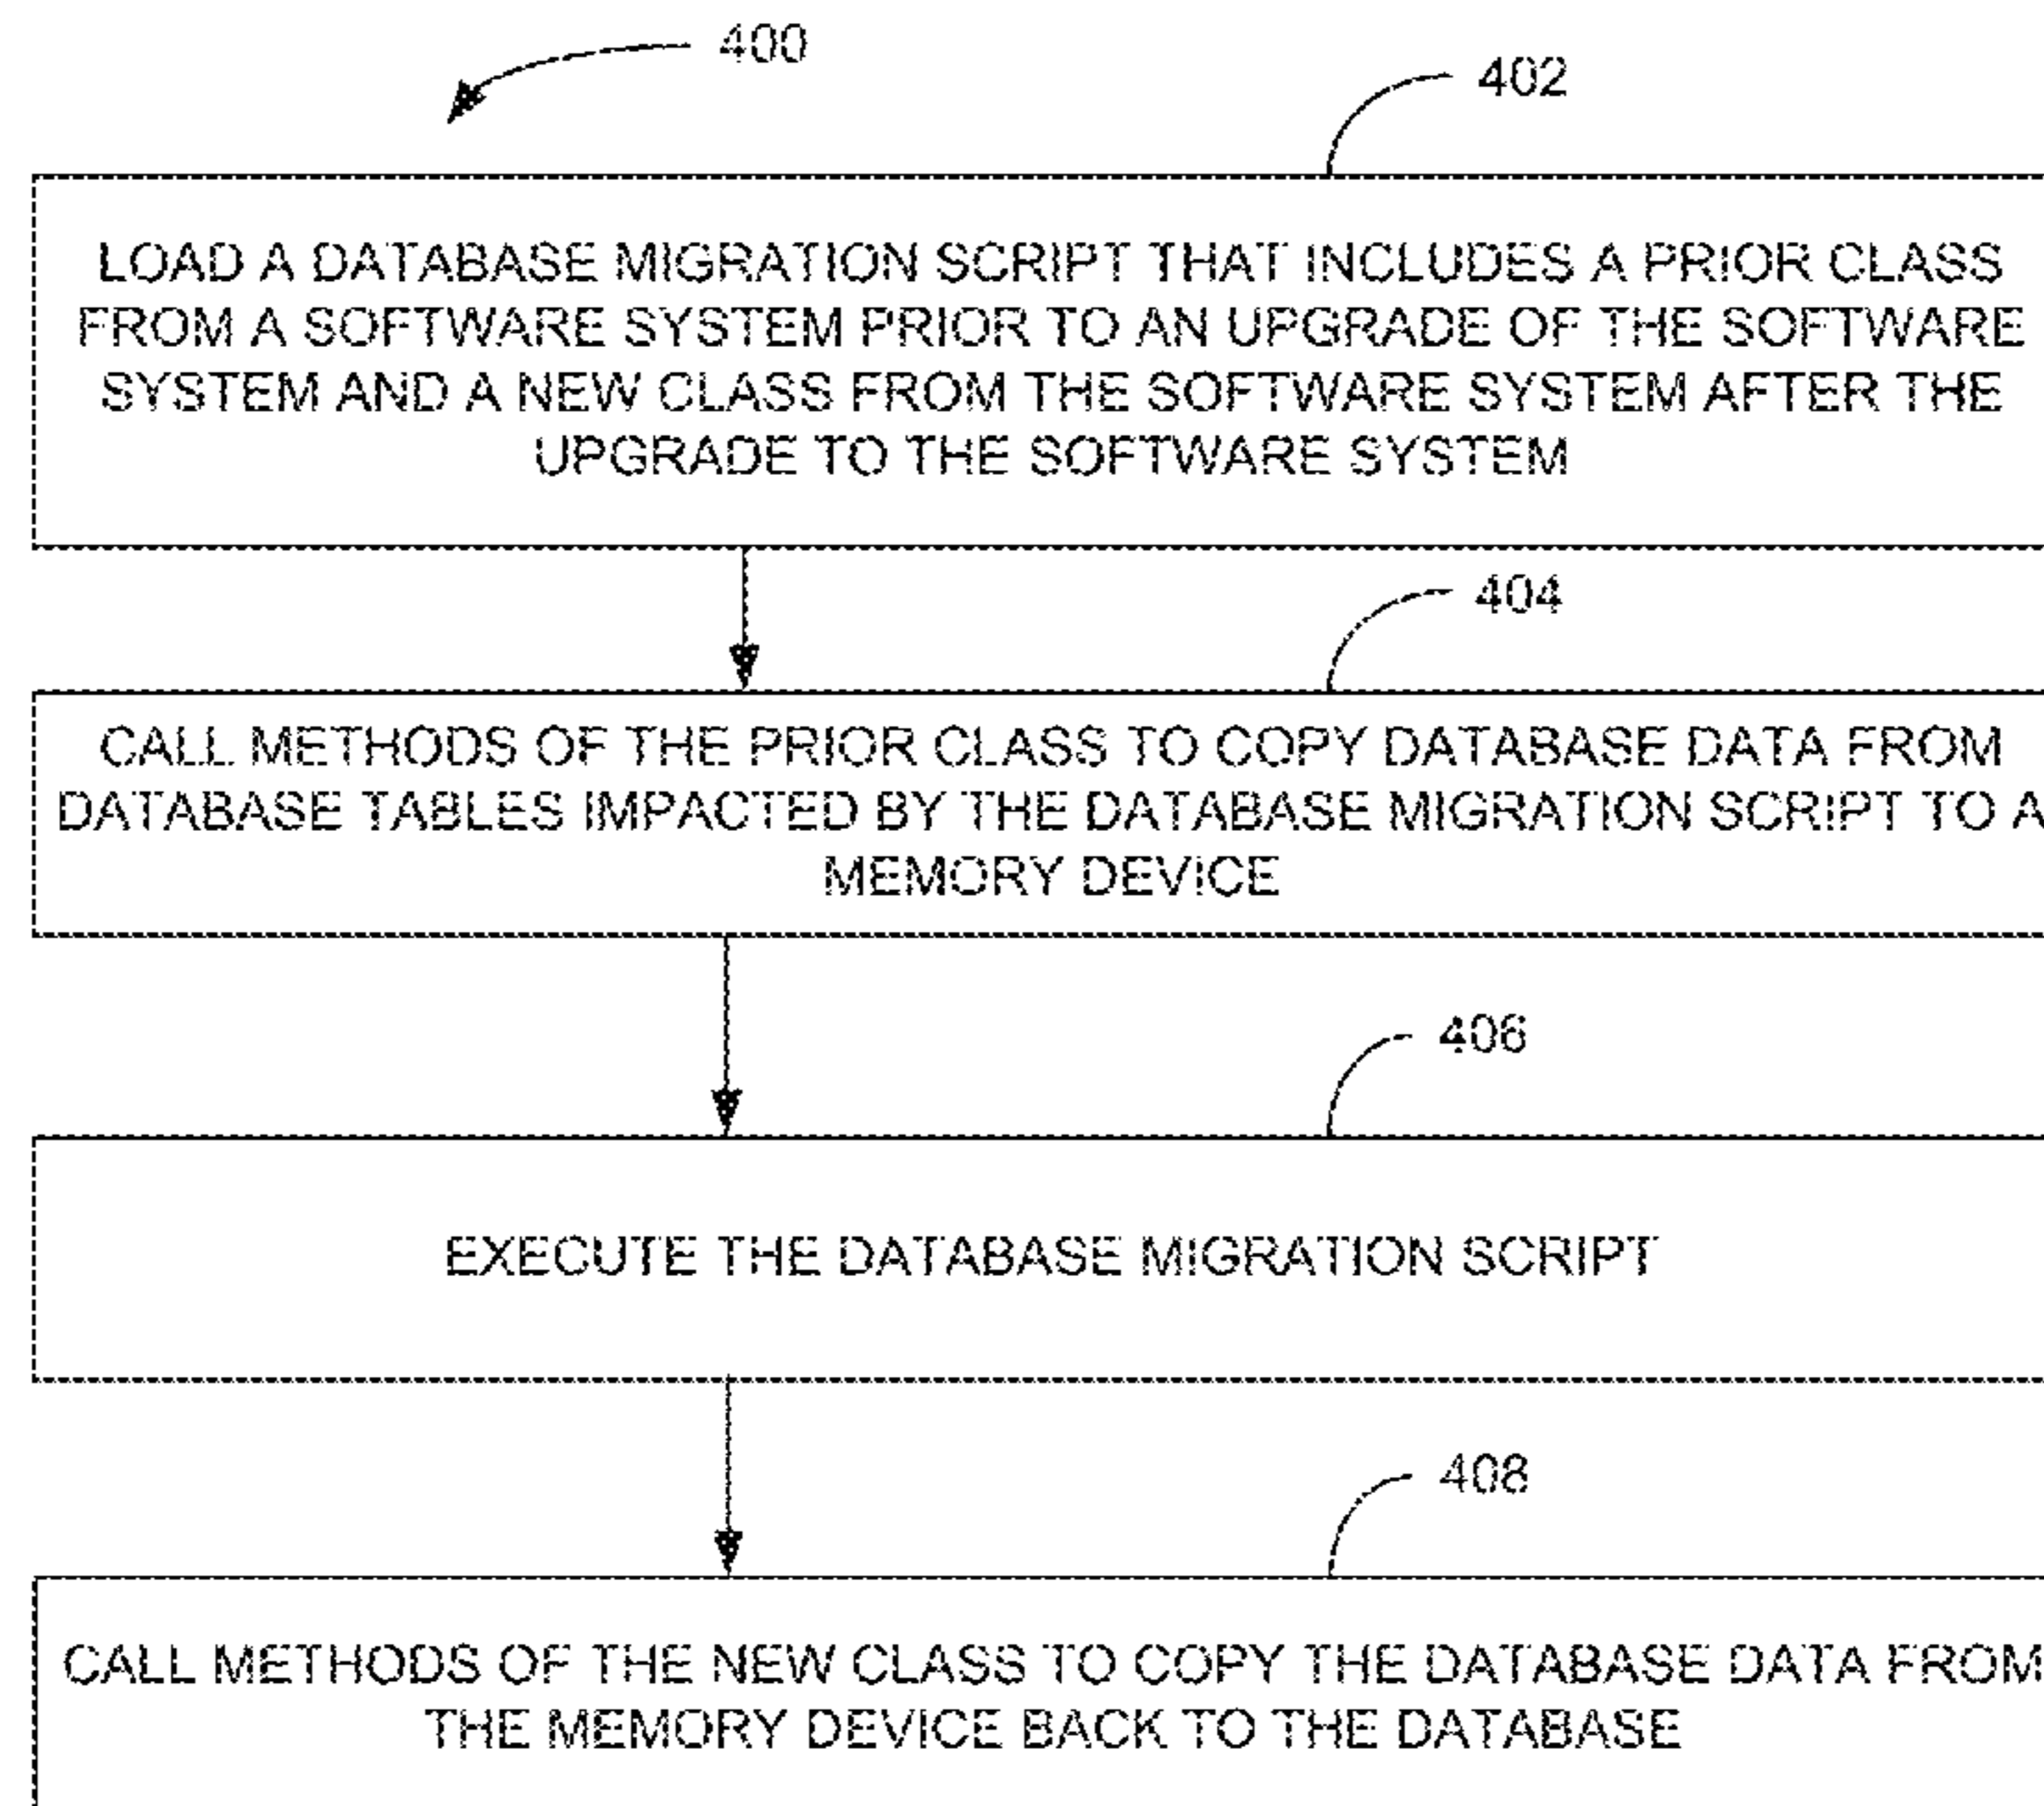 400
402
LOAD A DATABASE MIGRATION SCRIPT THAT INCLUDES A PRIOR CLASS
FROM A SOFTWARE SYSTEM PRIOR TO AN UPGRADE OF THE SOFTWARE
SYSTEM AND A NEW CLASS FROM THE SOFTWARE SYSTEM AFTER THE
UPGRADE TO THE SOFTWARE SYSTEM
404
CALL METHODS OF THE PRIOR CLASS TO COPY DATABASE DATA FROM
DATABASE TABLES IMPACTED BY THE DATABASE MIGRATION SCRIPT TO A
MEMORY DEVICE
406
EXECUTE THE DATABASE MIGRATION SCRIPT
408
CALL METHODS OF THE NEW CLASS TO COPY THE DATABASE DATA FROM
THE MEMORY DEVICE BACK TO THE DATABASE